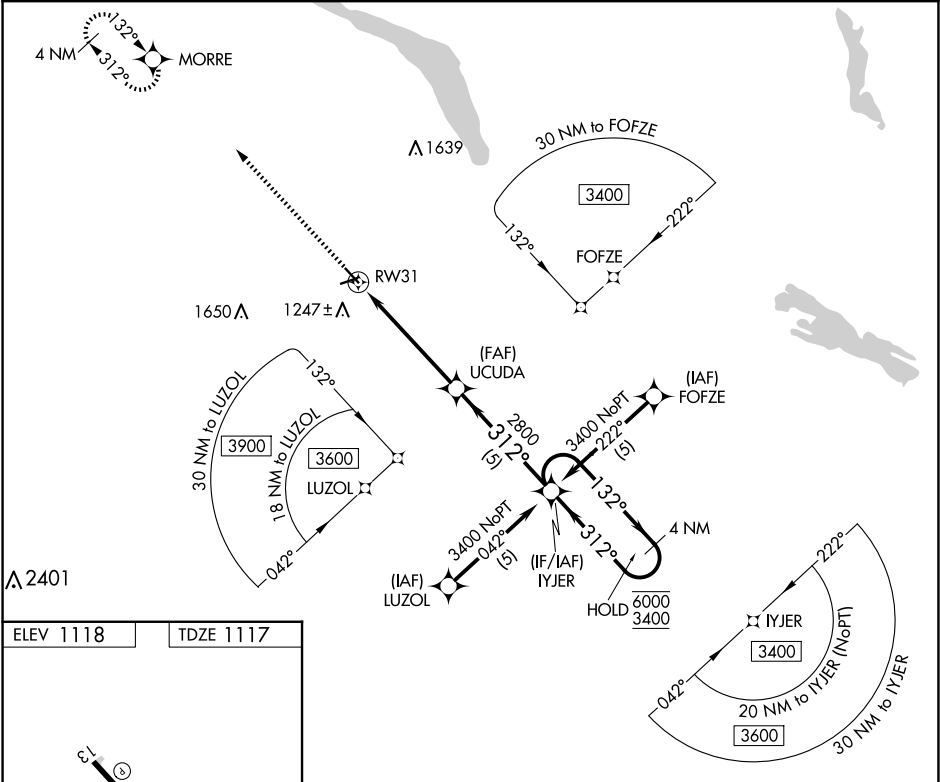 132°
4 NM
312°
MORRE
1639
30 NM to FOFZE
3400
132°
222°
FOFZE
RW31
1650
1247±
(FAF)
UCUDA
30 NM to LUZOL
132°
18 NM to LUZOL
3900
3600
LUZOL
042°
2800
312°
(5)
(IAF)
FOFZE
3400 NoPT
222°
(5)
132°
312°
4 NM
3400 NoPT
042°
(5)
(IF/IAF)
IYJER
(IAF)
LUZOL
HOLD 6000
3400
2401
222°
IYJER
3400
042°
20 NM to IYJER (NoPT)
3600
30 NM to IYJER
ELEV 1118
TDZE 1117
13
P